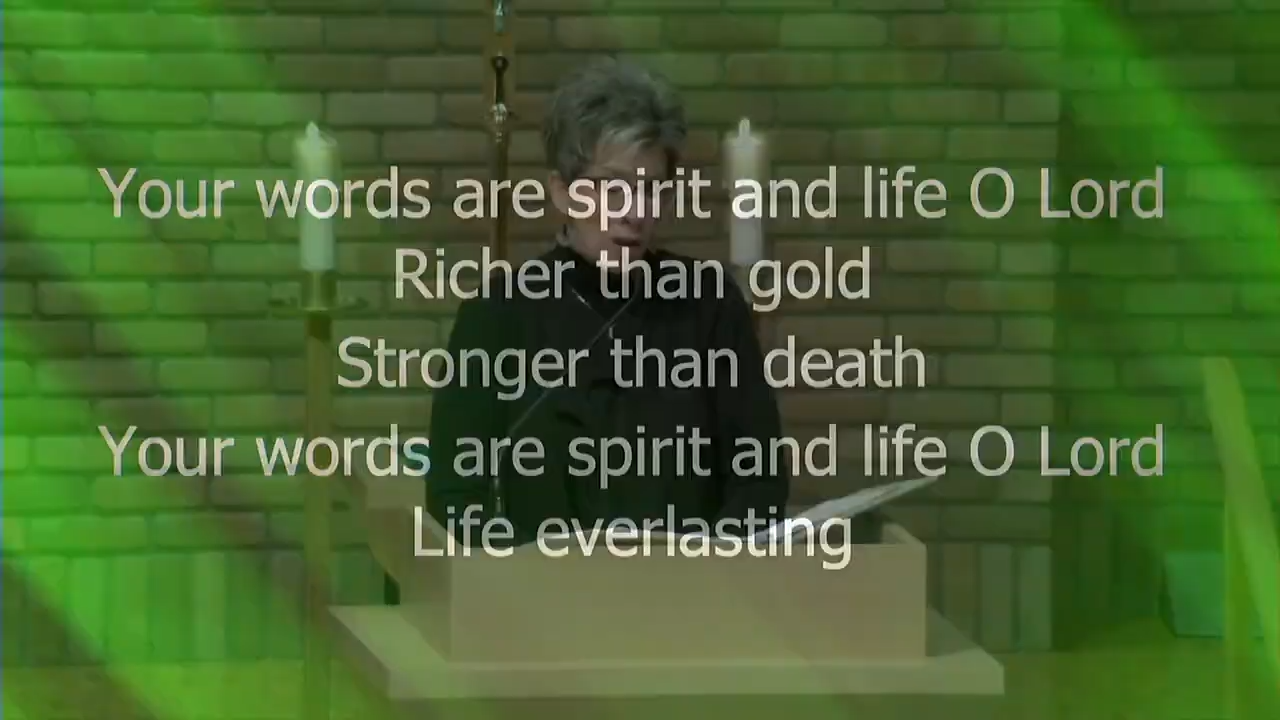 Your words are spirit and life O Lord
Richer than gold
Stronger than death
Your words are spirit and life O Lord
Life everlasting